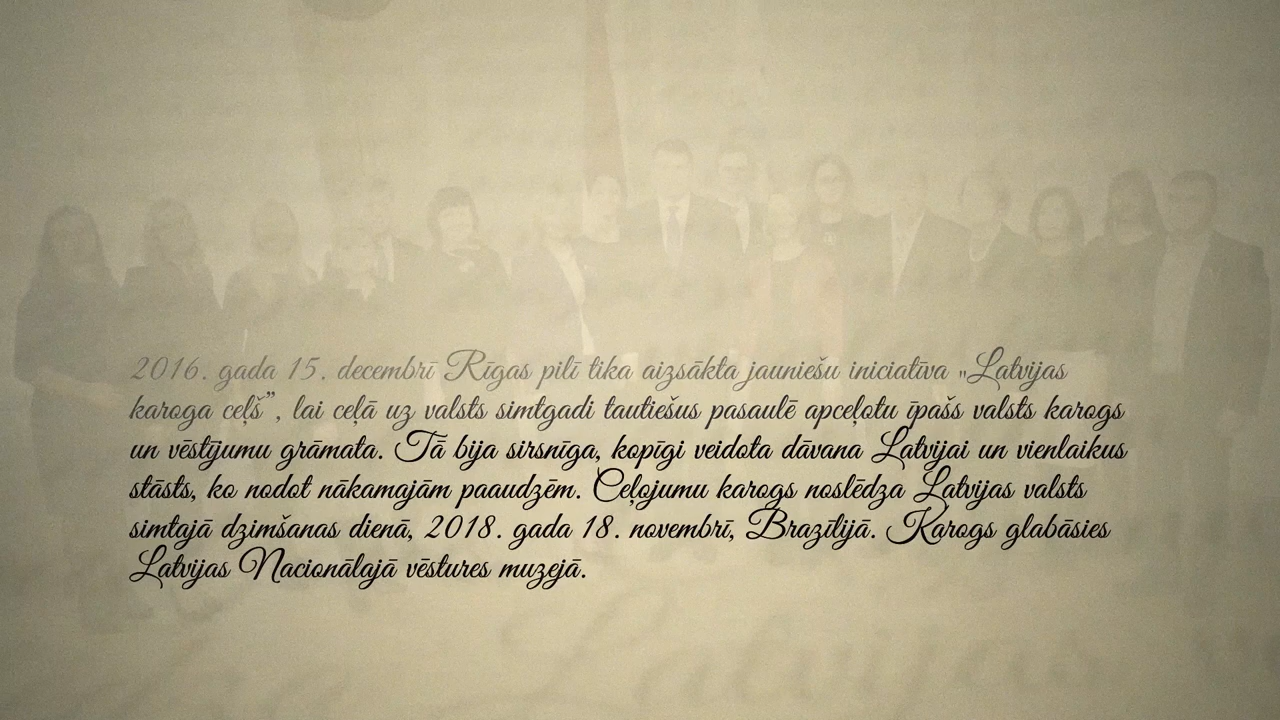 2016. gada 15. decembrī Rīgas pilī tika aizsākta jauniešu iniciatīva „Latvijas
karoga ceļš”, lai ceļā uz valsts simtgadi tautiešus pasaulē apceļotu īpašs valsts karogs
un vēstījumu grāmata. Tā bija sirsnīga, kopīgi veidota dāvana Latvijai un vienlaikus
stāsts, ko nodot nākamajām paaudzēm. Ceļojumu karogs noslēdza Latvijas valsts
simtajā dzimšanas dienā, 2018. gada 18. novembrī, Brazīlijā. Karogs glabāsies
Latvijas Nacionālajā vēstures muzejā.
Latvijas